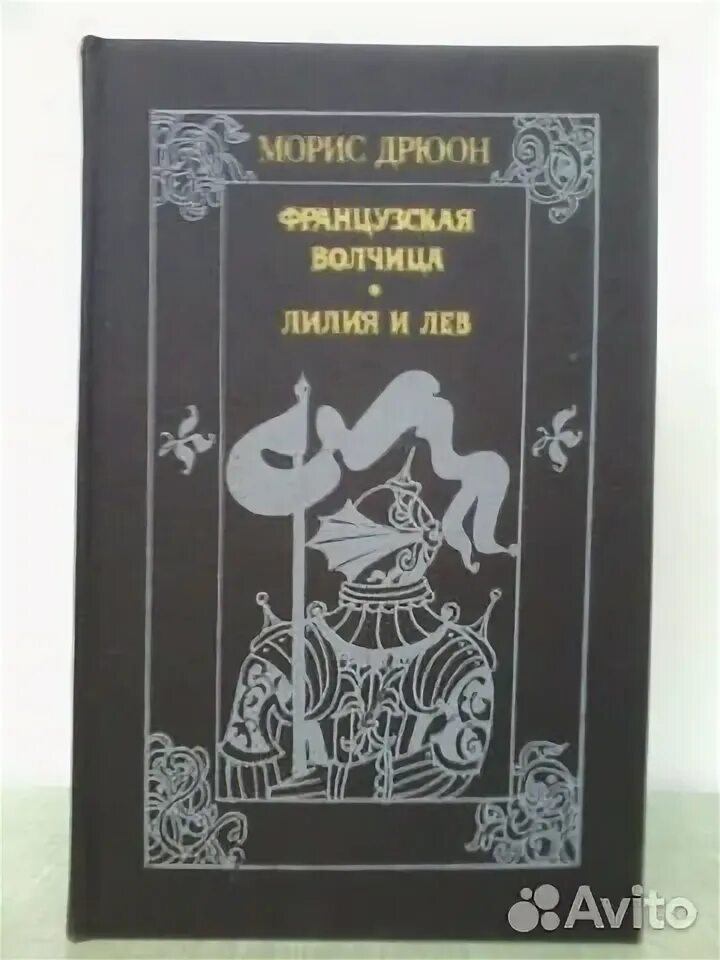 МОРИС ДРЮОН
ФРАНЦУЗСКАЯ
ВОЛЧИЦА
•
ЛИЛИЯ И ЛЕВ
Avito